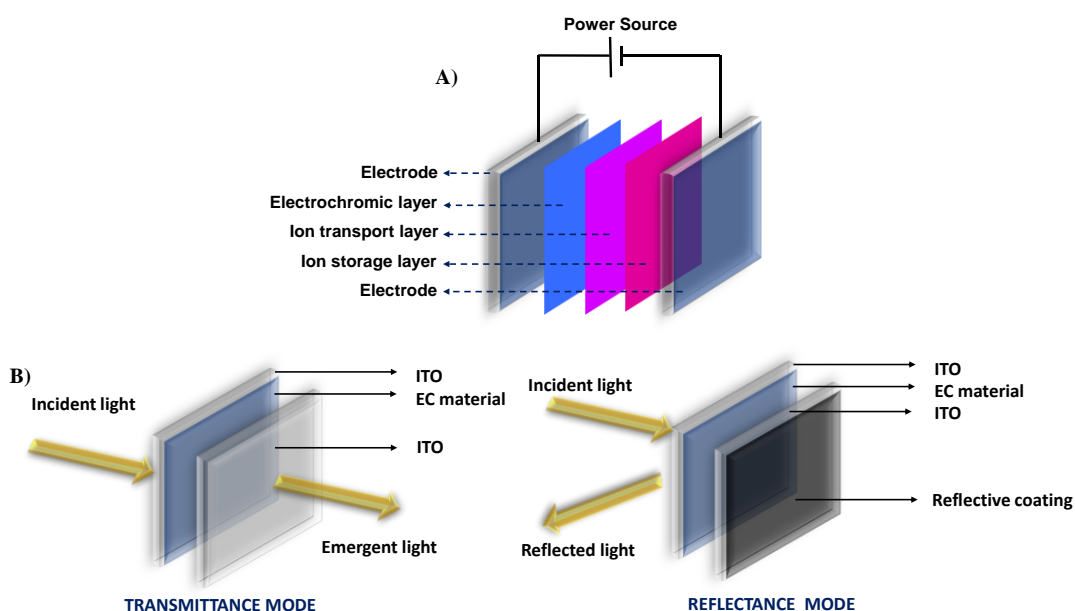 Power Source
A)
Electrode
Electrochromic layer
Ion transport layer
Ion storage layer
Electrode
B)
Incident light
ITO
EC material
ITO
Emergent light
TRANSMITTANCE MODE
Incident light
ITO
EC material
ITO
Reflective coating
Reflected light
REFLECTANCE MODE